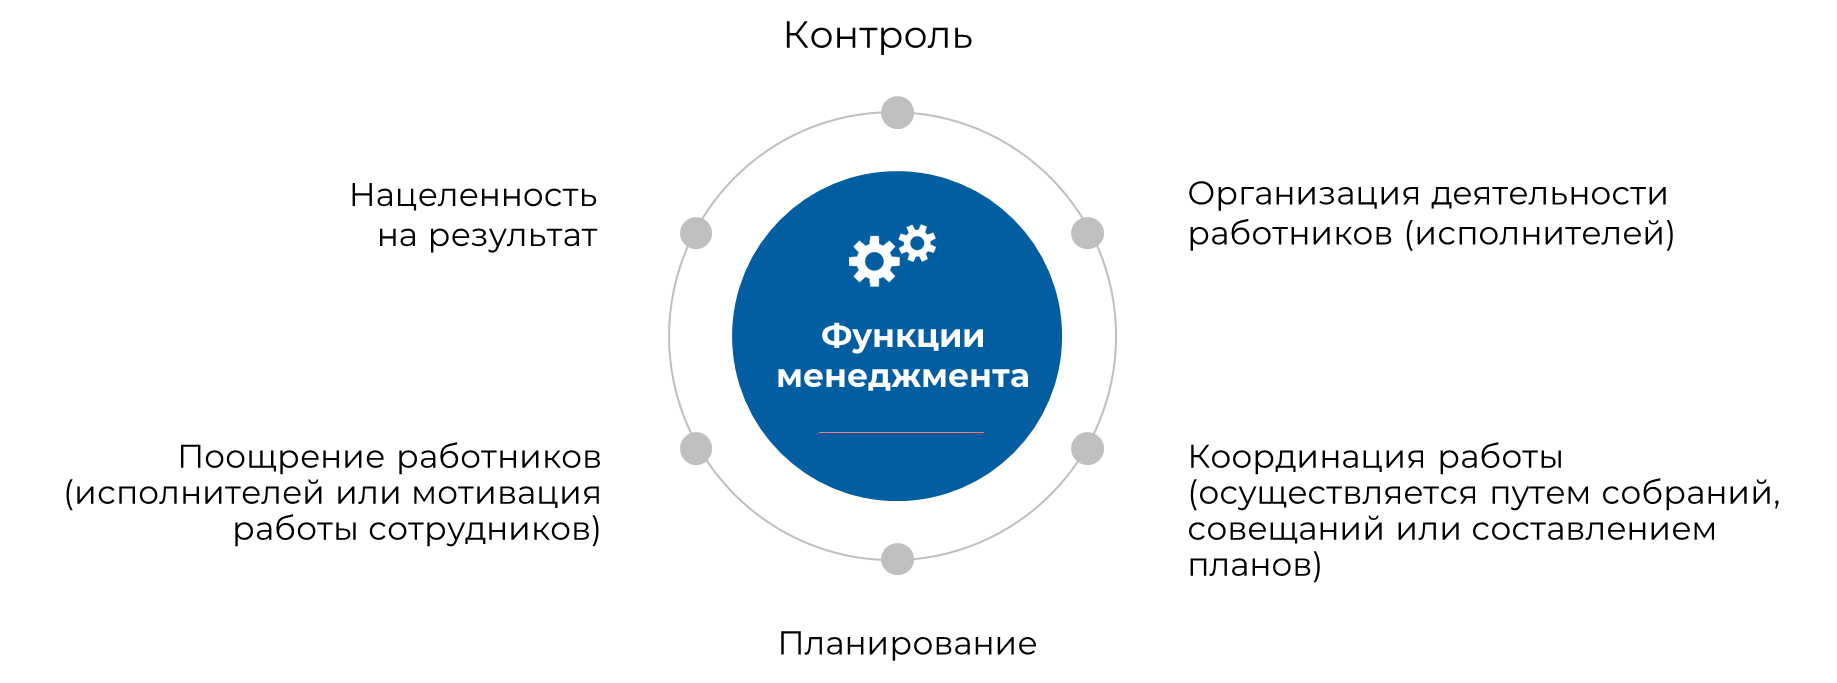 Контроль
Нацеленность
на результат
Организация деятельности
работников (исполнителей)
Функции
менеджмента
Поощрение работников
(исполнителей или мотивация
работы сотрудников)
Координация работы
(осуществляется путем собраний,
совещаний или составлением
планов)
Планирование